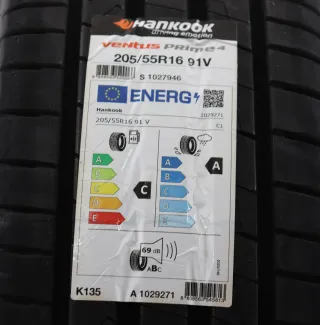 HANKOOK
driving emotion
VENTUS PRIME4
205/55R16 91V
S 1027946
ENERG
Hankook
1029271
205/55R16 91 V
C1
A
B
C
D
E
C
A
B
C
D
E
A
69 dB
ABC
K135
A 1029271